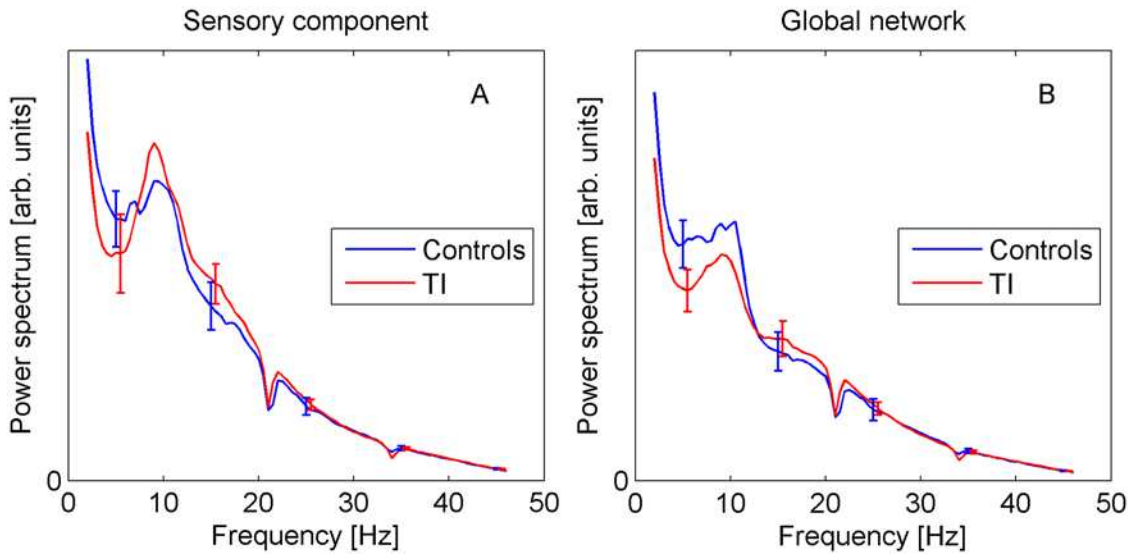 Sensory component
Global network
Power spectrum [arb. units]
A
Controls
TI
0
0 10 20 30 40 50
Frequency [Hz]
Power spectrum [arb. units]
B
Controls
TI
0
0 10 20 30 40 50
Frequency [Hz]